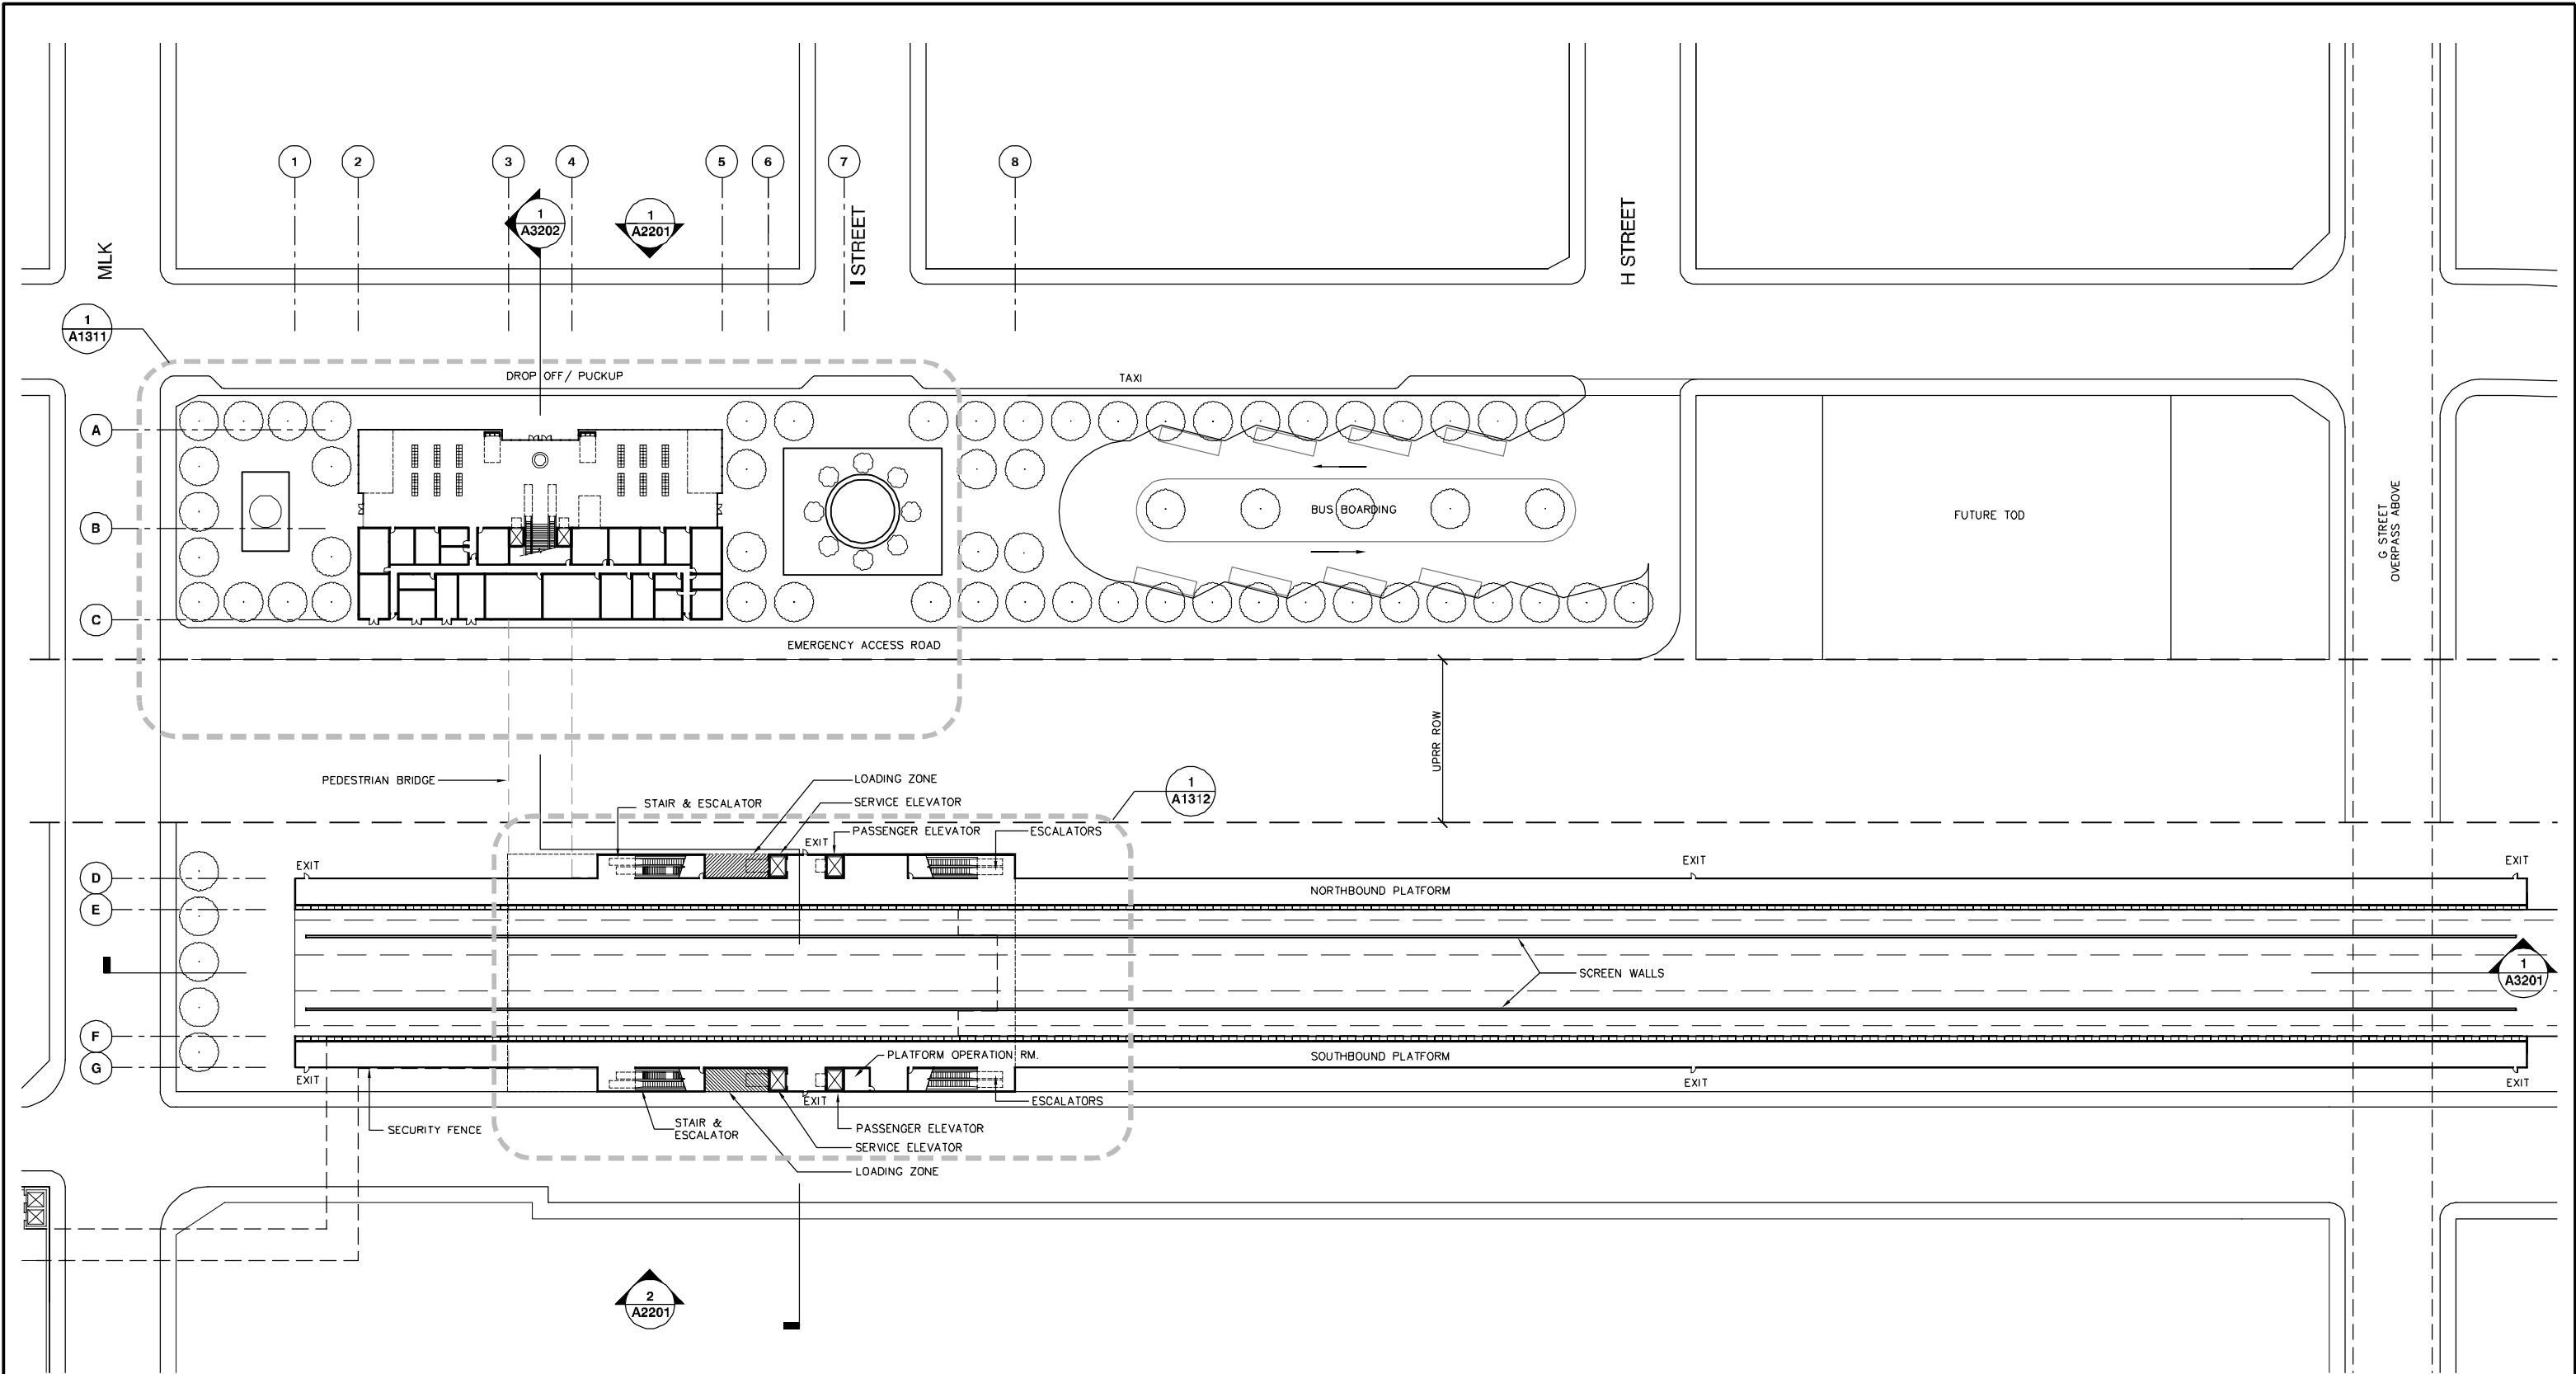 1
2
3
4
5
6
7
8
1
A3202
1
A2201
MLK
I STREET
H STREET
1
A1311
DROP OFF/ PUCKUP
TAXI
A
B
C
BUS BOARDING
FUTURE TOD
G STREET
OVERPASS ABOVE
EMERGENCY ACCESS ROAD
UPRR ROW
PEDESTRIAN BRIDGE
LOADING ZONE
STAIR & ESCALATOR
SERVICE ELEVATOR
1
A1312
PASSENGER ELEVATOR
ESCALATORS
EXIT
EXIT
EXIT
EXIT
D
NORTHBOUND PLATFORM
E
SCREEN WALLS
1
A3201
F
PLATFORM OPERATION RM.
SOUTHBOUND PLATFORM
G
EXIT
EXIT
EXIT
EXIT
ESCALATORS
SECURITY FENCE
STAIR &
ESCALATOR
PASSENGER ELEVATOR
SERVICE ELEVATOR
LOADING ZONE
2
A2201